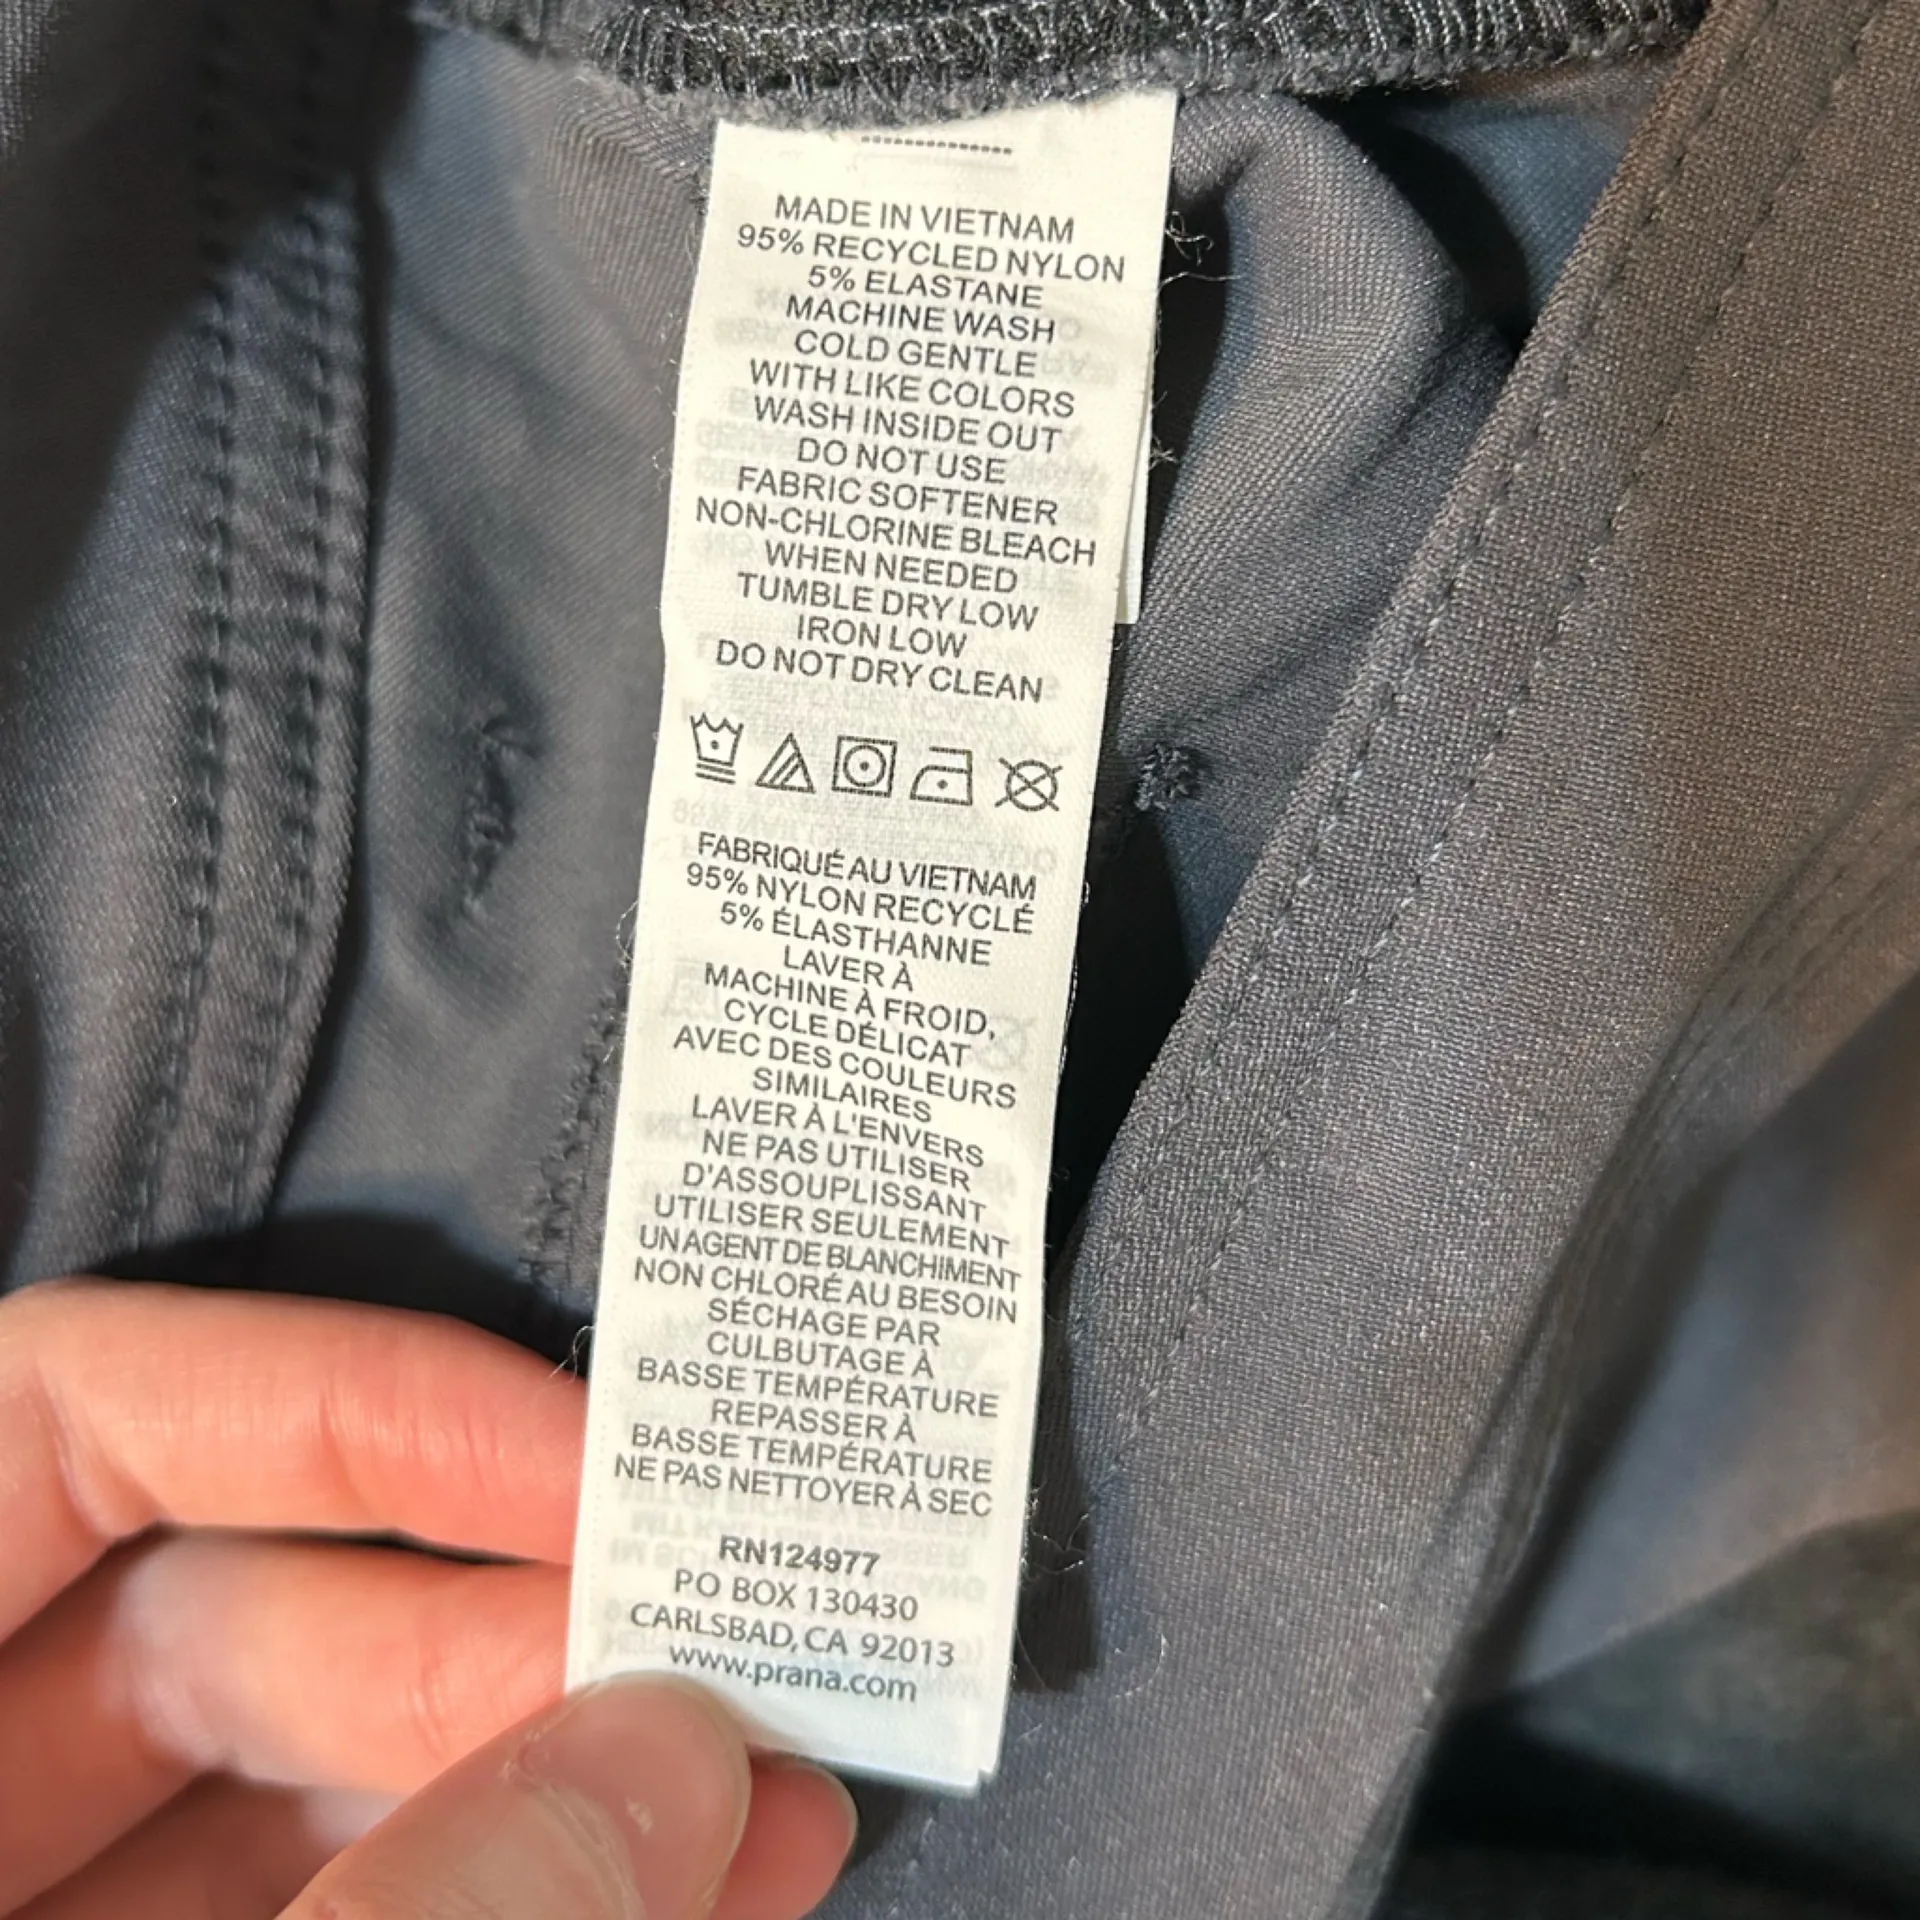 MADE IN VIETNAM
95% RECYCLED NYLON
5% ELASTANE
MACHINE WASH
COLD GENTLE
WITH LIKE COLORS
WASH INSIDE OUT
DO NOT USE
FABRIC SOFTENER
NON-CHLORINE BLEACH
WHEN NEEDED
TUMBLE DRY LOW
IRON LOW
DO NOT DRY CLEAN
FABRIQUÉ AU VIETNAM
95% NYLON RECYCLÉ
5% ÉLASTHANNE
LAVER À
MACHINE À FROID,
CYCLE DÉLICAT
AVEC DES COULEURS
SIMILAIRES
LAVER À L'ENVERS
NE PAS UTILISER
D'ASSOUPLISSANT
UTILISER SEULEMENT
UN AGENT DE BLANCHIMENT
NON CHLORÉ AU BESOIN
SÉCHAGE PAR
CULBUTAGE À
BASSE TEMPÉRATURE
REPASSER À
BASSE TEMPÉRATURE
NE PAS NETTOYER À SEC
RN124977
PO BOX 130430
CARLSBAD, CA 92013
www.prana.com